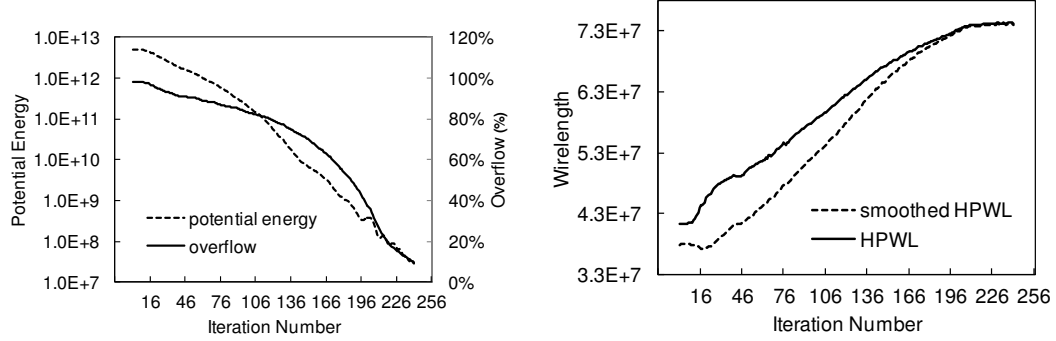 1.0E+13
1.0E+12
1.0E+11
1.0E+10
1.0E+9
1.0E+8
1.0E+7
Potential Energy
potential energy
overflow
120%
100%
80%
60%
40%
20%
0%
Overflow (%)
16 46 76 106 136 166 196 226 256
Iteration Number
7.3E+7
6.3E+7
5.3E+7
4.3E+7
3.3E+7
Wirelength
smoothed HPWL
HPWL
16 46 76 106 136 166 196 226 256
Iteration Number